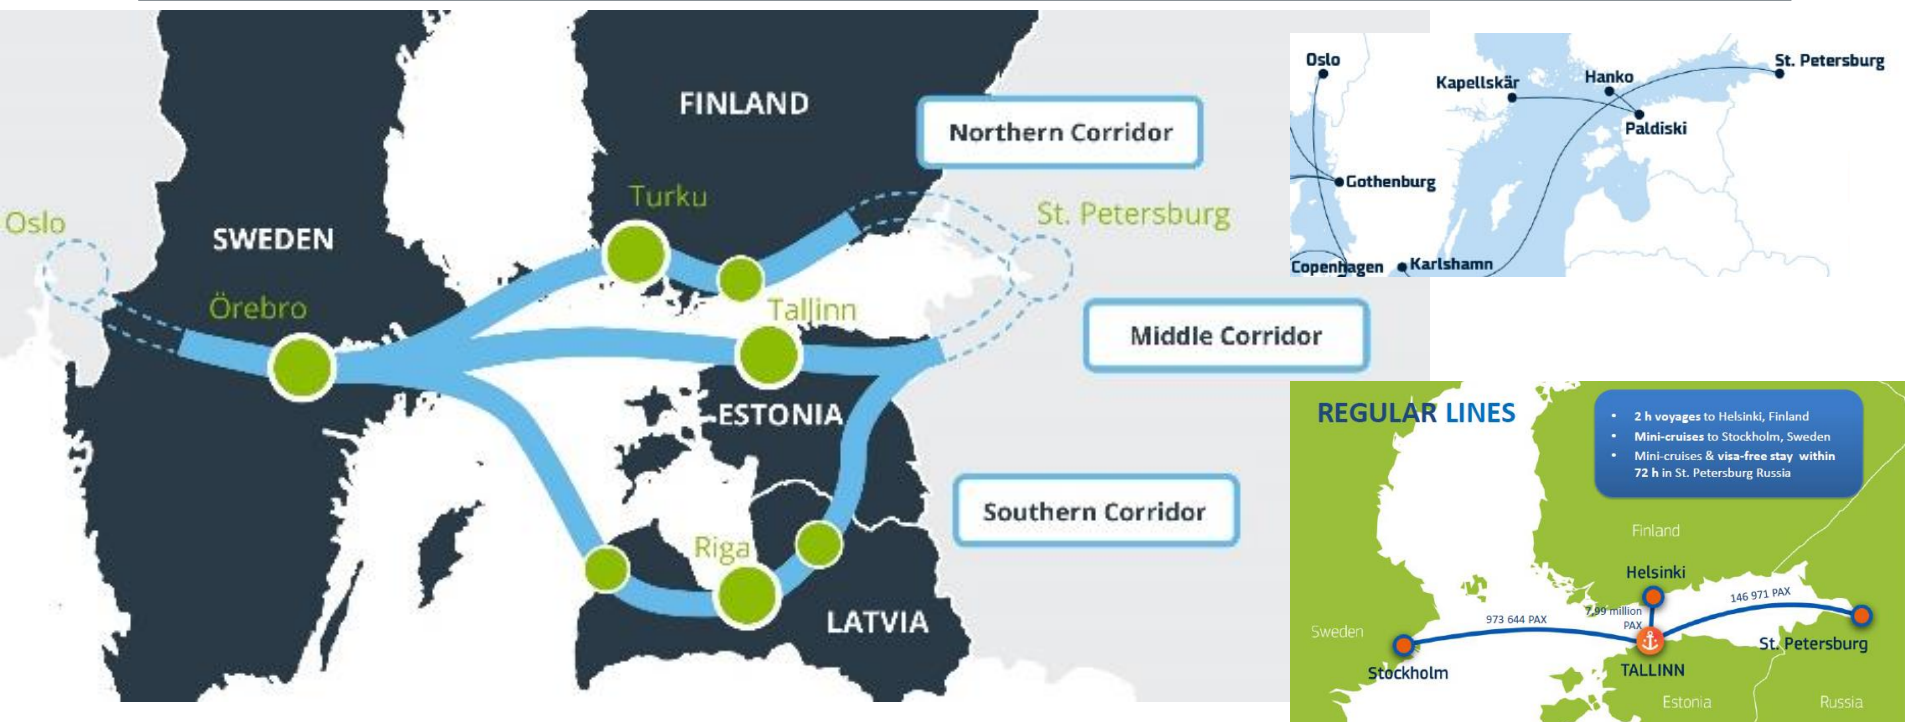 FINLAND
Northern Corridor
Turku
St. Petersburg
Oslo
SWEDEN
Örebro
Tallinn
Middle Corridor
ESTONIA
Southern Corridor
Riga
LATVIA
Oslo
St. Petersburg
Kapellskär
Hanko
Paldiski
Gothenburg
Copenhagen
Karlshamn
REGULAR LINES
• 2 h voyages to Helsinki, Finland
• Mini-cruises to Stockholm, Sweden
• Mini-cruises & visa-free stay within
72 h in St. Petersburg Russia
Finland
Helsinki
146 971 PAX
7,99 million
PAX
973 644 PAX
Sweden
St. Petersburg
Stockholm
TALLINN
Estonia
Russia